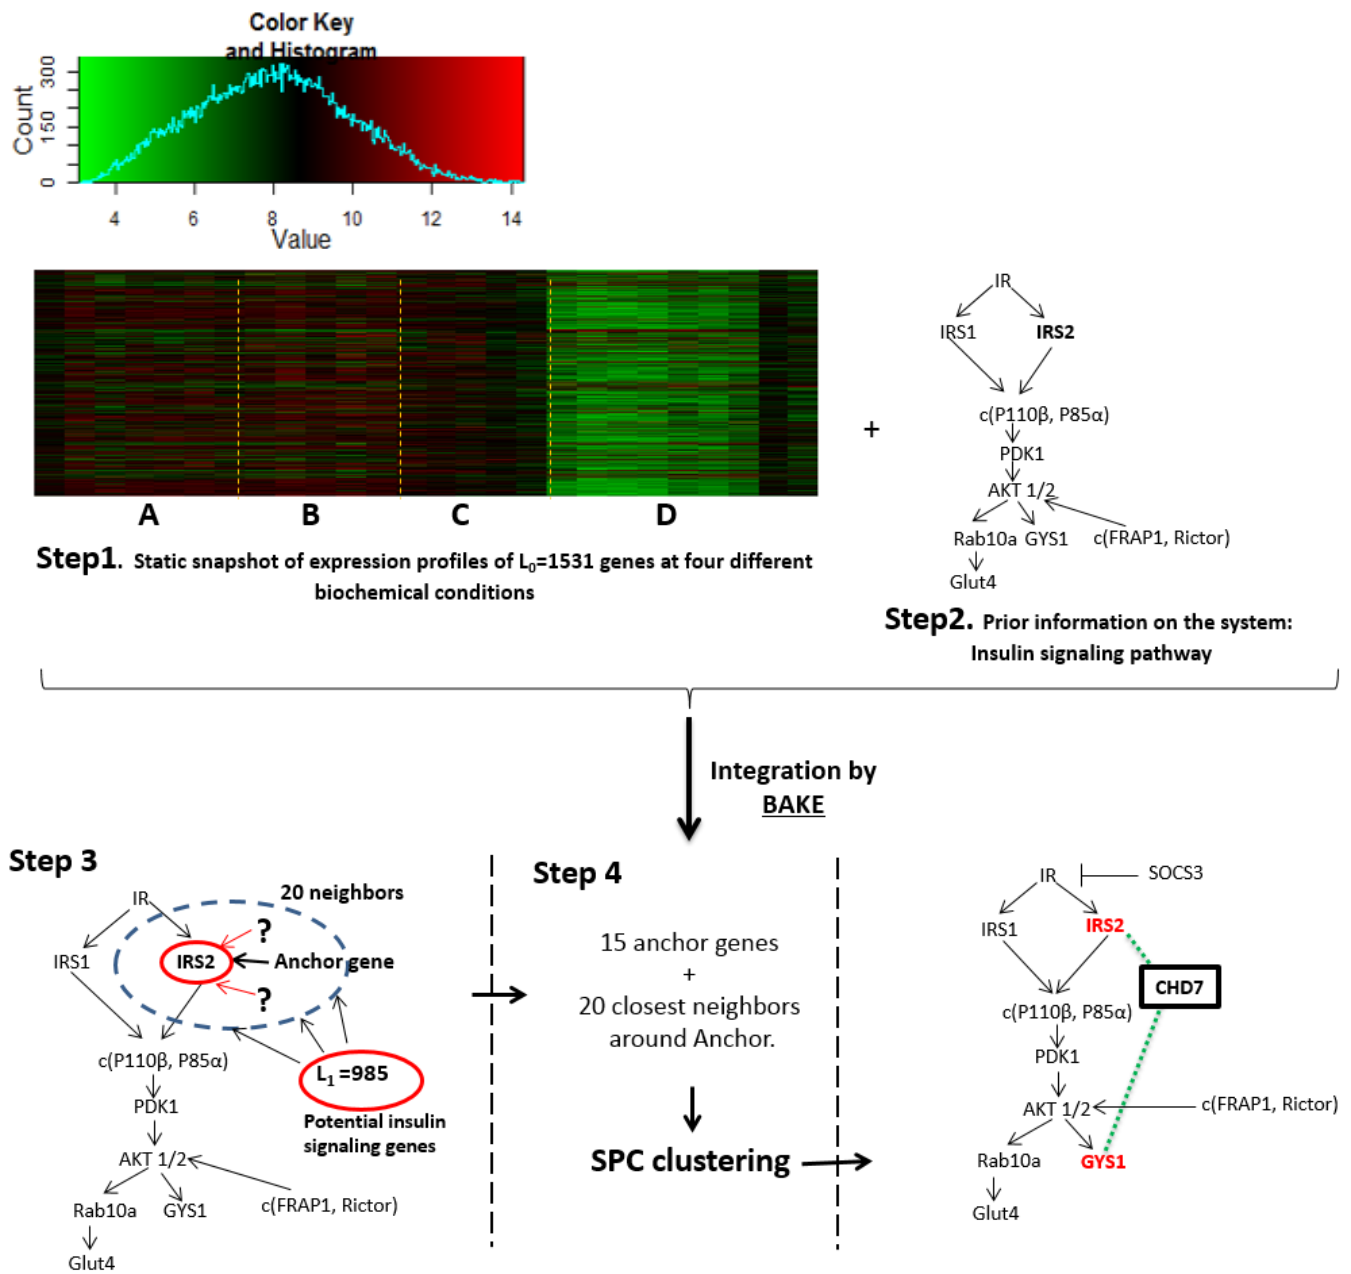 Color Key
and Histogram
Count
0 150 300
4 6 8 10 12 14
Value
A B C D
Step1. Static snapshot of expression profiles of L0=1531 genes at four different
biochemical conditions
+
IR
IRS1 IRS2
c(P110β, P85α)
PDK1
AKT 1/2
Rab10a GYS1 c(FRAP1, Rictor)
Glut4
Step2. Prior information on the system:
Insulin signaling pathway
Integration by
BAKE
Step 3
20 neighbors
IR
?
IRS1 IRS2 Anchor gene
?
c(P110β, P85α)
L1 =985
PDK1
Potential insulin
signaling genes
AKT 1/2
Rab10a GYS1 c(FRAP1, Rictor)
Glut4
Step 4
15 anchor genes
+
20 closest neighbors
around Anchor.
SPC clustering
IR SOCS3
IRS1 IRS2
CHD7
c(P110β, P85α)
PDK1
AKT 1/2 c(FRAP1, Rictor)
Rab10a GYS1
Glut4